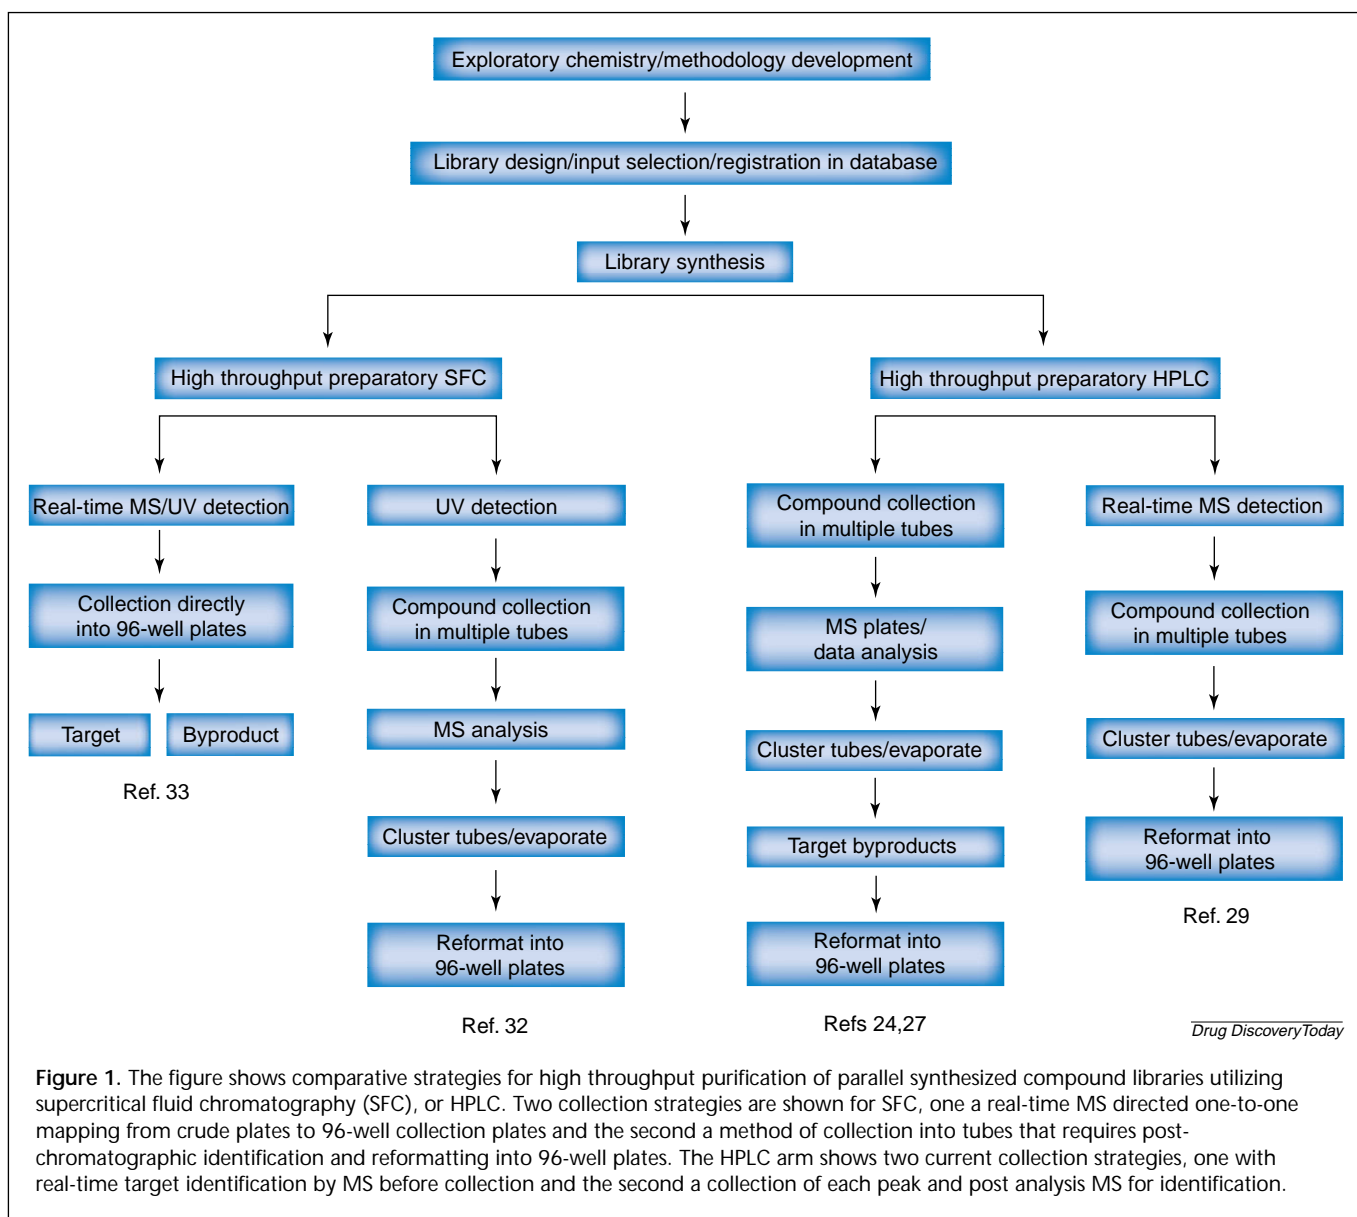 Exploratory chemistry/methodology development
Library design/input selection/registration in database
Library synthesis
High throughput preparatory SFC
High throughput preparatory HPLC
Real-time MS/UV detection
Collection directly
into 96-well plates
Target
Byproduct
Ref. 33
UV detection
Compound collection
in multiple tubes
MS analysis
Cluster tubes/evaporate
Reformat into
96-well plates
Ref. 32
Compound collection
in multiple tubes
MS plates/
data analysis
Cluster tubes/evaporate
Target byproducts
Reformat into
96-well plates
Refs 24,27
Real-time MS detection
Compound collection
in multiple tubes
Cluster tubes/evaporate
Reformat into
96-well plates
Ref. 29
Drug Discovery Today
Figure 1. The figure shows comparative strategies for high throughput purification of parallel synthesized compound libraries utilizing
supercritical fluid chromatography (SFC), or HPLC. Two collection strategies are shown for SFC, one a real-time MS directed one-to-one
mapping from crude plates to 96-well collection plates and the second a method of collection into tubes that requires post-
chromatographic identification and reformatting into 96-well plates. The HPLC arm shows two current collection strategies, one with
real-time target identification by MS before collection and the second a collection of each peak and post analysis MS for identification.